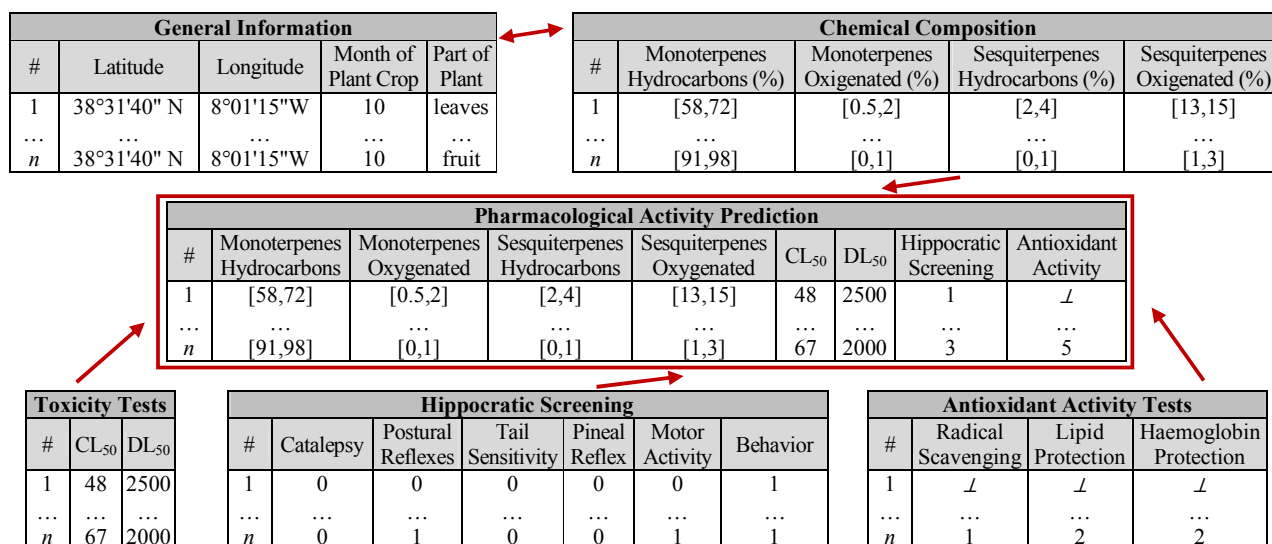 General Information
# Latitude Longitude Month of Plant Crop Part of Plant
1 38°31'40" N 8°01'15"W 10 leaves
… … … … …
n 38°31'40" N 8°01'15"W 10 fruit
Chemical Composition
# Monoterpenes Hydrocarbons (%) Monoterpenes Oxigenated (%) Sesquiterpenes Hydrocarbons (%) Sesquiterpenes Oxigenated (%)
1 [58,72] [0.5,2] [2,4] [13,15]
… … … … …
n [91,98] [0,1] [0,1] [1,3]
Pharmacological Activity Prediction
# Monoterpenes Hydrocarbons Monoterpenes Oxygenated Sesquiterpenes Hydrocarbons Sesquiterpenes Oxygenated CL50 DL50 Hippocratic Screening Antioxidant Activity
1 [58,72] [0.5,2] [2,4] [13,15] 48 2500 1 ⊥
… … … … … … … … …
n [91,98] [0,1] [0,1] [1,3] 67 2000 3 5
Toxicity Tests
# CL50 DL50
1 48 2500
… … …
n 67 2000
Hippocratic Screening
# Catalepsy Postural Reflexes Tail Sensitivity Pineal Reflex Motor Activity Behavior
1 0 0 0 0 0 1
… … … … … … …
n 0 1 0 0 1 1
Antioxidant Activity Tests
# Radical Scavenging Lipid Protection Haemoglobin Protection
1 ⊥ ⊥ ⊥
… … … …
n 1 2 2